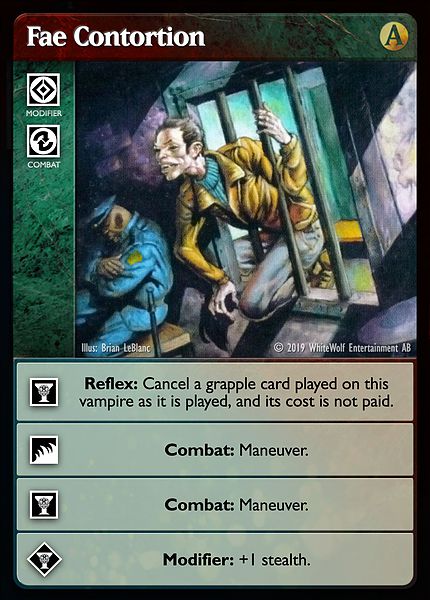 Fae Contortion
A
MODIFIER
COMBAT
Illus: Brian LeBlanc
© 2019 WhiteWolf Entertainment AB
Reflex: Cancel a grapple card played on this
vampire as it is played, and its cost is not paid.
Combat: Maneuver.
Combat: Maneuver.
Modifier: +1 stealth.